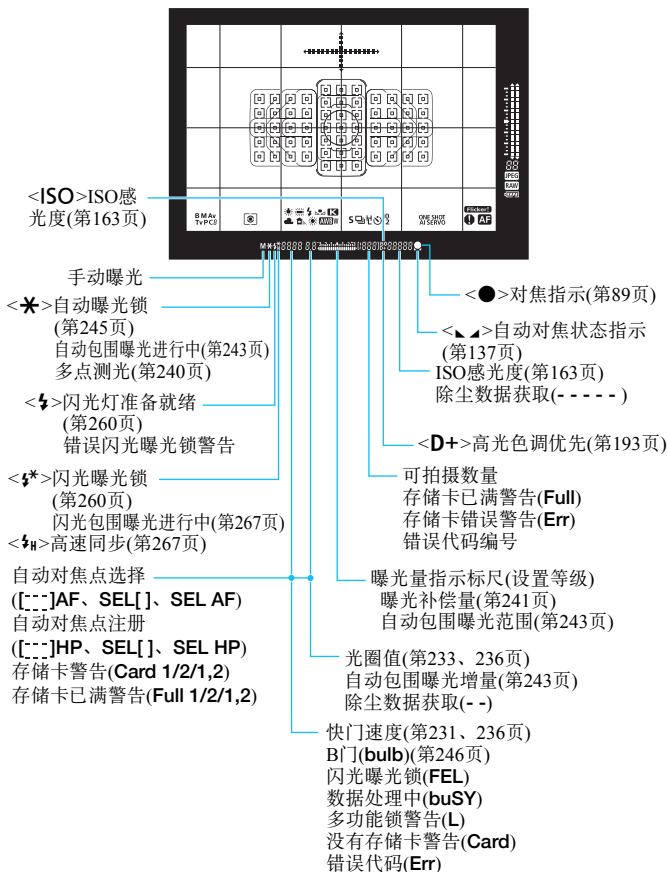 88
JPEG
RAW
Flicker!
B M Av
Tv P C
K
AWB W
S
ONE SHOT
AI SERVO
AF
<ISO>ISO感
光度(第163页)
手动曝光
<✱>自动曝光锁
(第245页)
自动包围曝光进行中(第243页)
多点测光(第240页)
<⚡>闪光灯准备就绪
(第260页)
错误闪光曝光锁警告
<⚡*>闪光曝光锁
(第260页)
闪光包围曝光进行中(第267页)
<⚡H>高速同步(第267页)
自动对焦点选择
([---]AF、SEL[ ]、SEL AF)
自动对焦点注册
([---]HP、SEL[ ]、SEL HP)
存储卡警告(Card 1/2/1,2)
存储卡已满警告(Full 1/2/1,2)
<●>对焦指示(第89页)
<◣ ◢>自动对焦状态指示
(第137页)
ISO感光度(第163页)
除尘数据获取(- - - - - )
<D+>高光色调优先(第193页)
可拍摄数量
存储卡已满警告(Full)
存储卡错误警告(Err)
错误代码编号
曝光量指示标尺(设置等级)
曝光补偿量(第241页)
自动包围曝光范围(第243页)
光圈值(第233、236页)
自动包围曝光增量(第243页)
除尘数据获取(- -)
快门速度(第231、236页)
B门(bulb)(第246页)
闪光曝光锁(FEL)
数据处理中(buSY)
多功能锁警告(L)
没有存储卡警告(Card)
错误代码(Err)